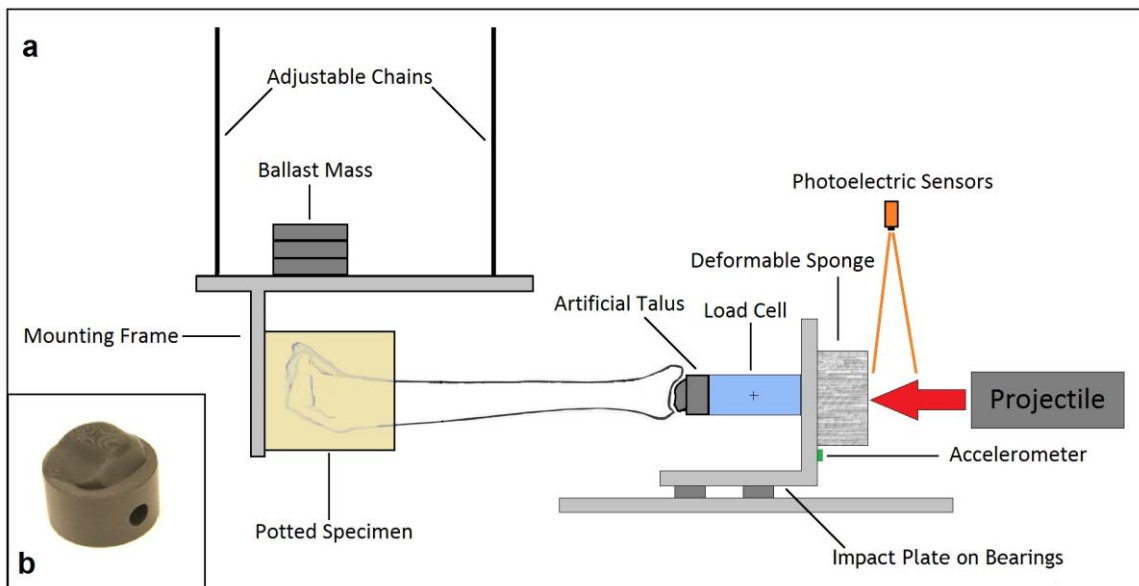 a
Adjustable Chains
Ballast Mass
Photoelectric Sensors
Deformable Sponge
Artificial Talus
Load Cell
Mounting Frame
Projectile
Accelerometer
Potted Specimen
Impact Plate on Bearings
b